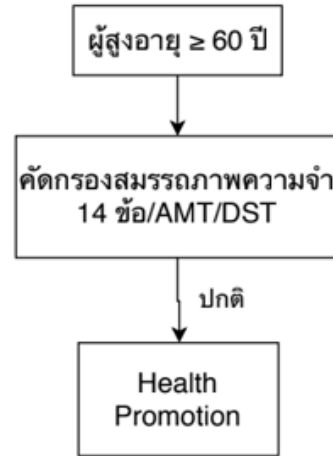 ผู้สูงอายุ ≥ 60 ปี
คัดกรองสมรรถภาพความจำ
14 ข้อ/AMT/DST
ปกติ
Health
Promotion